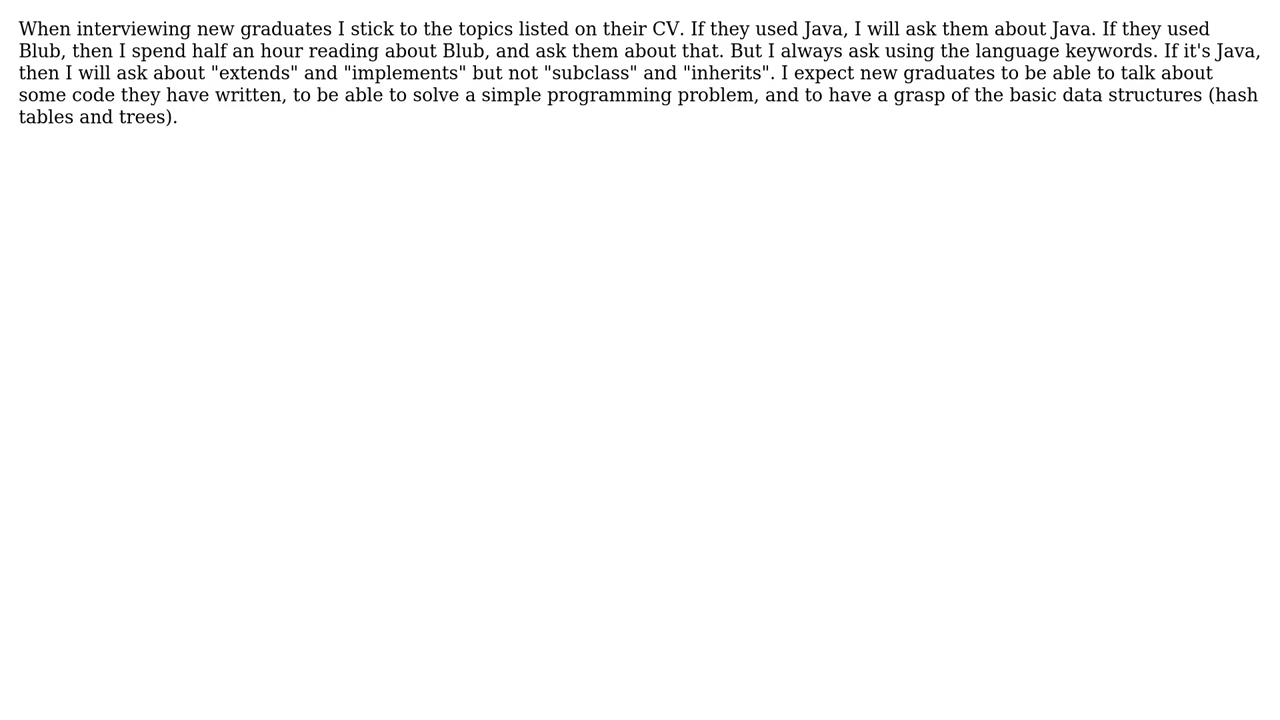 When interviewing new graduates I stick to the topics listed on their CV. If they used Java, I will ask them about Java. If they used
Blub, then I spend half an hour reading about Blub, and ask them about that. But I always ask using the language keywords. If it's Java,
then I will ask about "extends" and "implements" but not "subclass" and "inherits". I expect new graduates to be able to talk about
some code they have written, to be able to solve a simple programming problem, and to have a grasp of the basic data structures (hash
tables and trees).